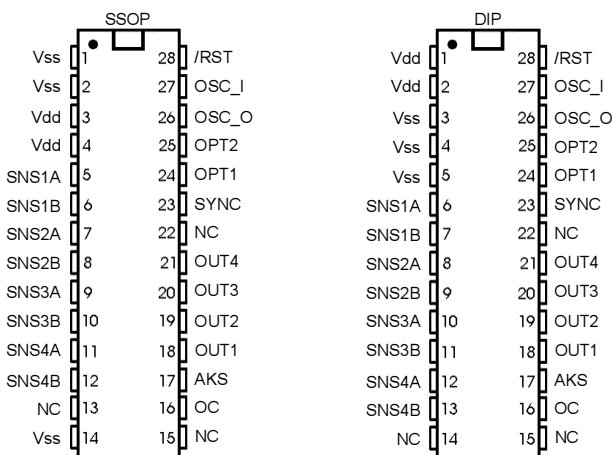 SSOP
Vss 1 28 /RST
Vss 2 27 OSC_I
Vdd 3 26 OSC_O
Vdd 4 25 OPT2
SNS1A 5 24 OPT1
SNS1B 6 23 SYNC
SNS2A 7 22 NC
SNS2B 8 21 OUT4
SNS3A 9 20 OUT3
SNS3B 10 19 OUT2
SNS4A 11 18 OUT1
SNS4B 12 17 AKS
NC 13 16 OC
Vss 14 15 NC
DIP
Vdd 1 28 /RST
Vdd 2 27 OSC_I
Vss 3 26 OSC_O
Vss 4 25 OPT2
Vss 5 24 OPT1
SNS1A 6 23 SYNC
SNS1B 7 22 NC
SNS2A 8 21 OUT4
SNS2B 9 20 OUT3
SNS3A 10 19 OUT2
SNS3B 11 18 OUT1
SNS4A 12 17 AKS
SNS4B 13 16 OC
NC 14 15 NC